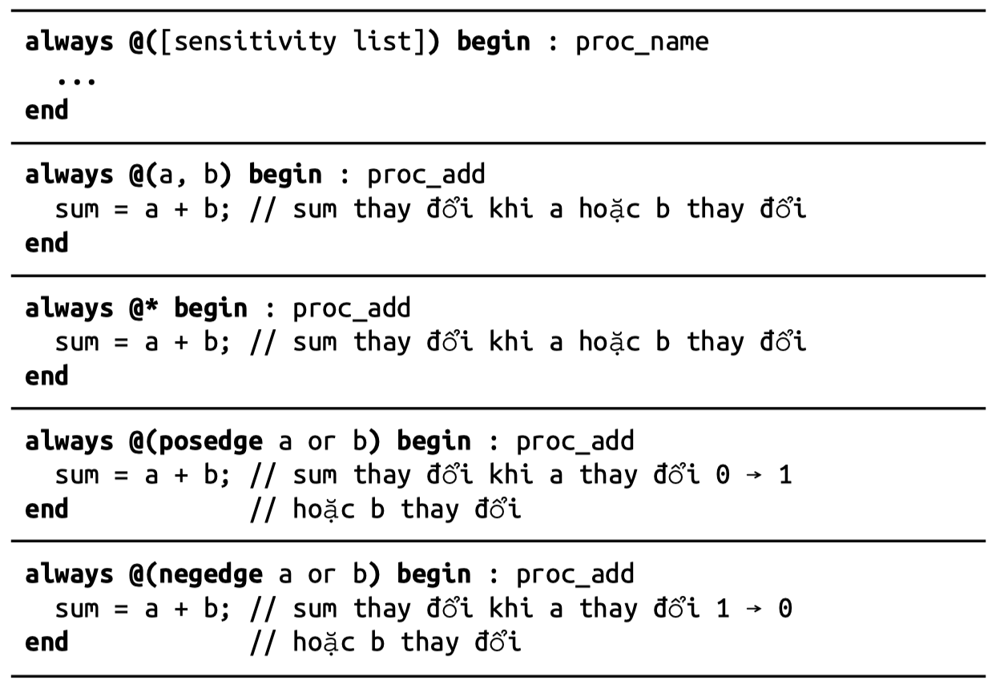 always @([sensitivity list]) begin : proc_name
  ...
end
always @(a, b) begin : proc_add
  sum = a + b; // sum thay đổi khi a hoặc b thay đổi
end
always @* begin : proc_add
  sum = a + b; // sum thay đổi khi a hoặc b thay đổi
end
always @(posedge a or b) begin : proc_add
  sum = a + b; // sum thay đổi khi a thay đổi 0 → 1
end            // hoặc b thay đổi
always @(negedge a or b) begin : proc_add
  sum = a + b; // sum thay đổi khi a thay đổi 1 → 0
end            // hoặc b thay đổi